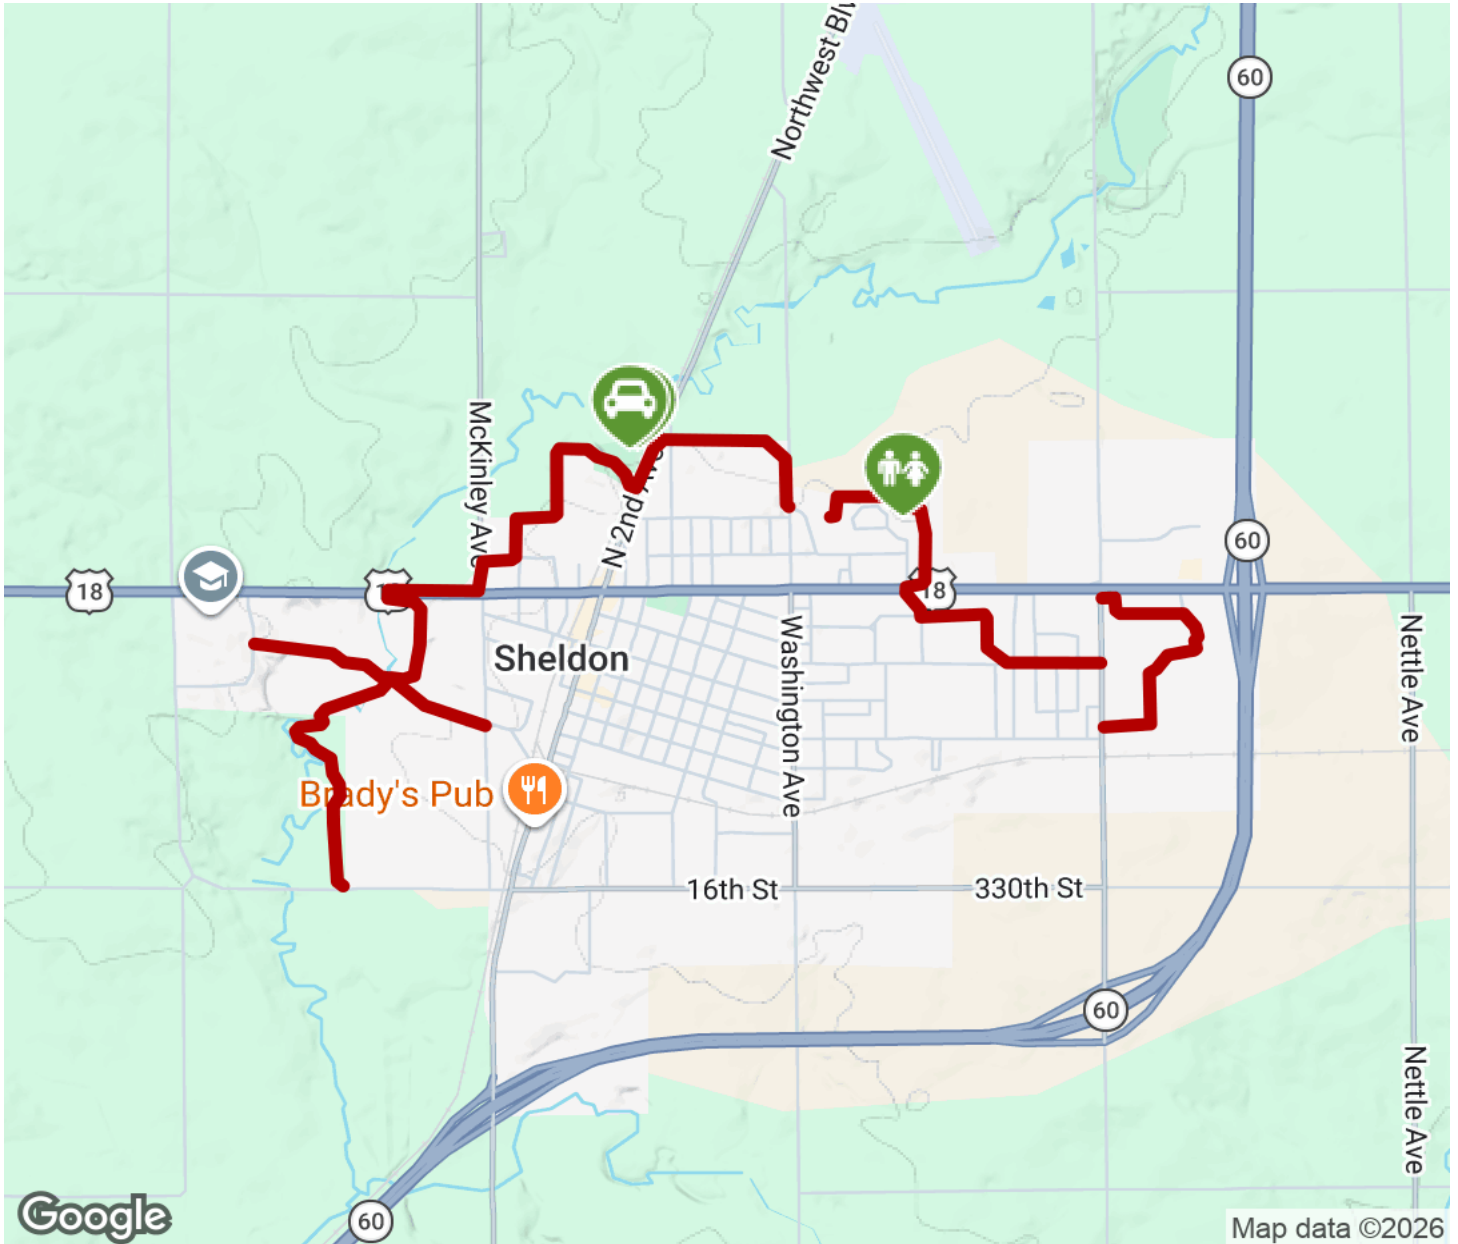 Northwest Blv
60
McKinley Ave
N 2nd Ave
60
18
18
18
Sheldon
Washington Ave
Nettle Ave
Brady's Pub
16th St
330th St
60
Nettle Ave
60
Google
Map data ©2026